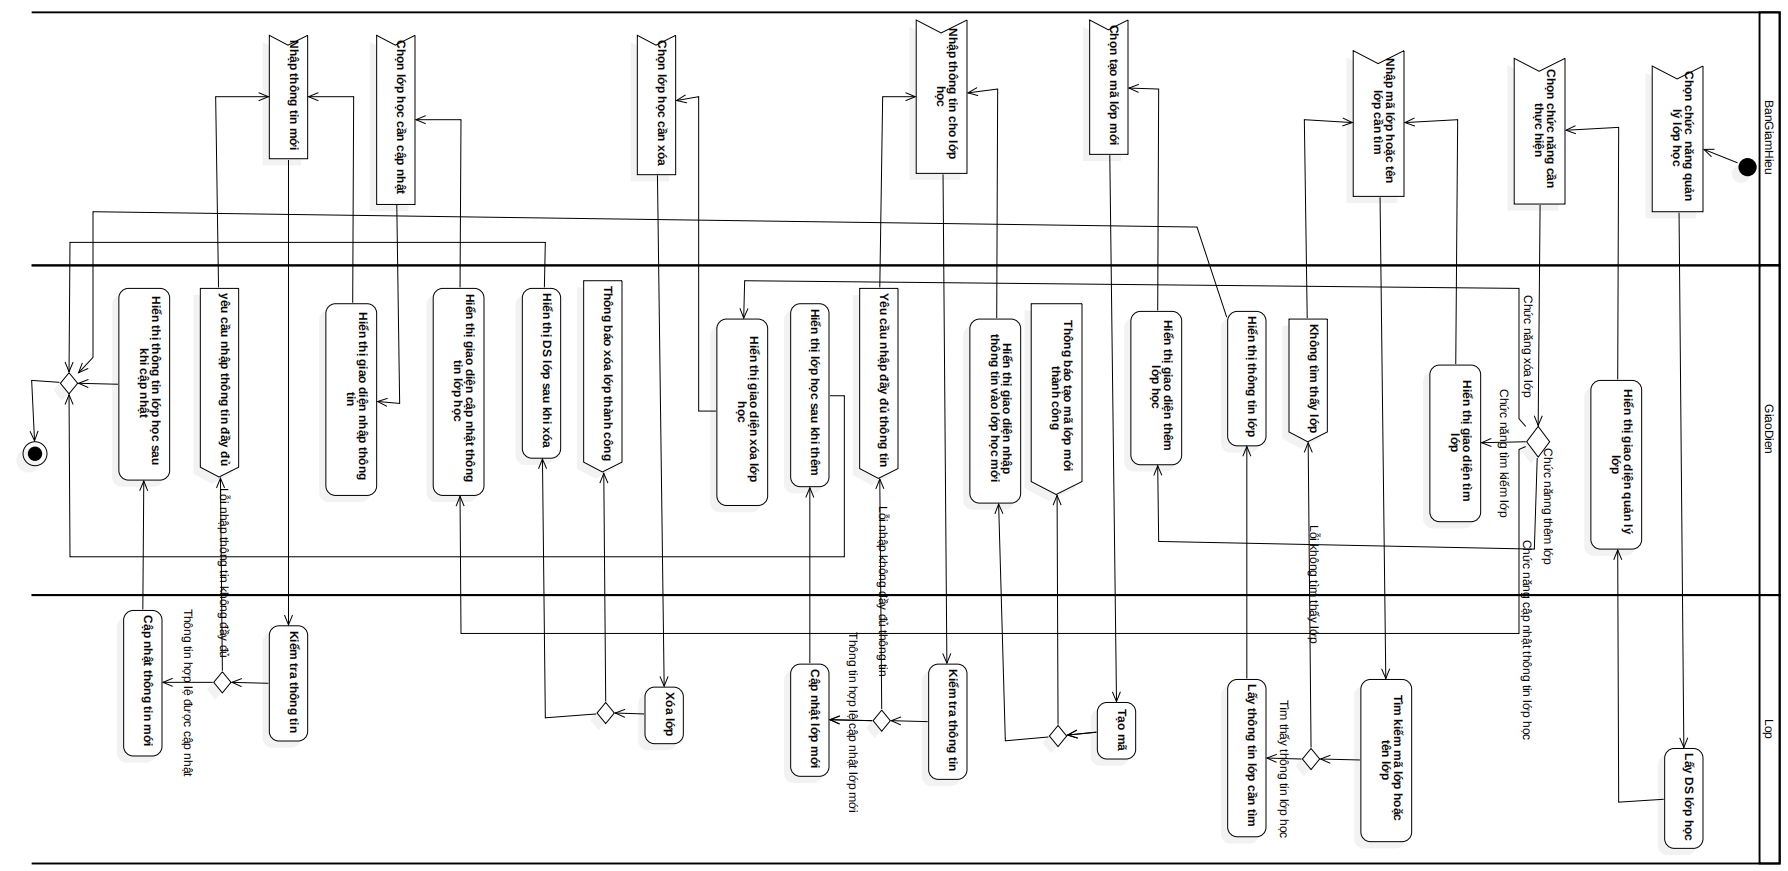 BanGiamHieu
GiaoDien
Lop
Chọn chức năng quản
lý lớp học
Lấy DS lớp học
Hiển thị giao diện quản lý
lớp
Chọn chức năng cần
thực hiện
Chức năng xóa lớp
Chức năng tìm kiếm lớp
Chức nănng thêm lớp
Chức năng cập nhật thông tin lớp học
Hiển thị giao diện tìm
lớp
Nhập mã lớp hoặc tên
lớp cần tìm
Tìm kiếm mã lớp hoặc
tên lớp
Không tìm thấy lớp
Lỗi không tìm thấy lớp
Tìm thấy thông tin lớp học
Lấy thông tin lớp cần tìm
Hiển thị thông tin lớp
Hiển thị giao diện thêm
lớp học
Chọn tạo mã lớp mới
Tạo mã
Thông báo tạo mã lớp mới
thành công
Hiển thị giao diện nhập
thông tin vào lớp học mới
Nhập thông tin cho lớp
học
Kiểm tra thông tin
Yêu cầu nhập đầy đủ thông tin
Lỗi nhập không đầy đủ thông tin
Thông tin hợp lệ cập nhật lớp mới
Cập nhật lớp mới
Hiển thị lớp học sau khi thêm
Hiển thị giao diện xóa lớp
học
Chọn lớp học cần xóa
Xóa lớp
Thông báo xóa lớp thành công
Hiển thị DS lớp sau khi xóa
Hiển thị giao diện cập nhật thông
tin lớp học
Chọn lớp học cần cập nhật
Hiển thị giao diện nhập thông
tin
Nhập thông tin mới
Kiểm tra thông tin
yêu cầu nhập thông tin đầy đủ
Lỗi nhập thông tin không đầy đủ
Thông tin hợp lệ được cập nhật
Cập nhật thông tin mới
Hiển thị thông tin lớp học sau
khi cập nhật